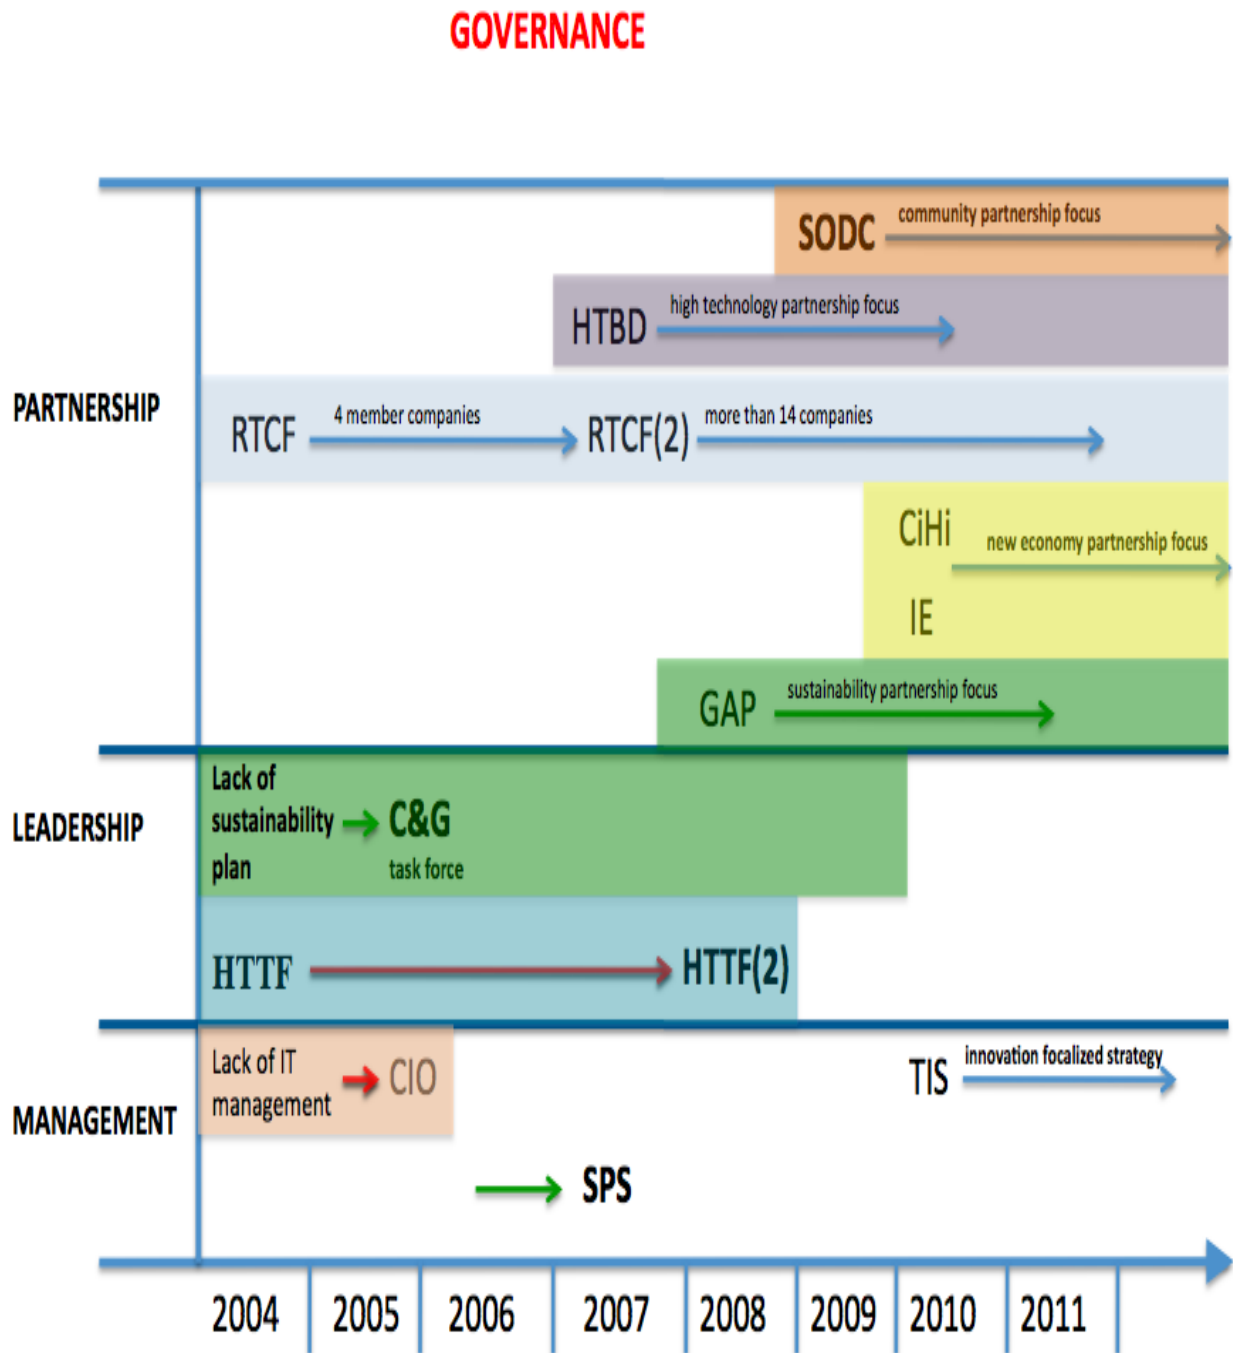 GOVERNANCE
SODC
community partnership focus
HTBD
high technology partnership focus
PARTNERSHIP
RTCF
4 member companies
RTCF(2)
more than 14 companies
CiHi
new economy partnership focus
IE
GAP
sustainability partnership focus
LEADERSHIP
Lack of
sustainability
plan
C&G
task force
HTTF
HTTF(2)
MANAGEMENT
Lack of IT
management
CIO
TIS
innovation focalized strategy
SPS
2004 2005 2006 2007 2008 2009 2010 2011